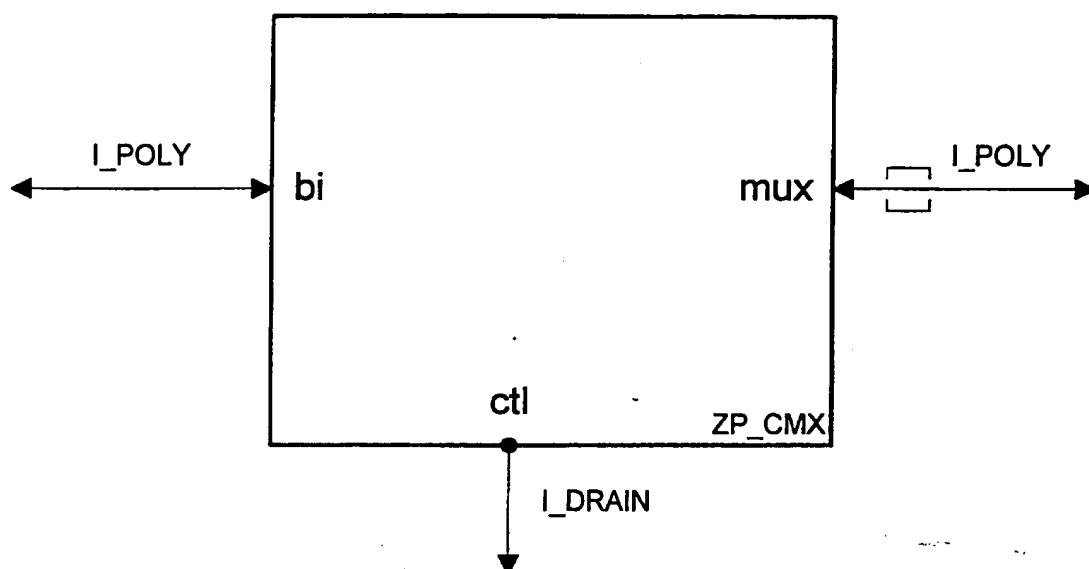 I_POLY
I_POLY
bi
mux
ctl
ZP_CMX
I_DRAIN